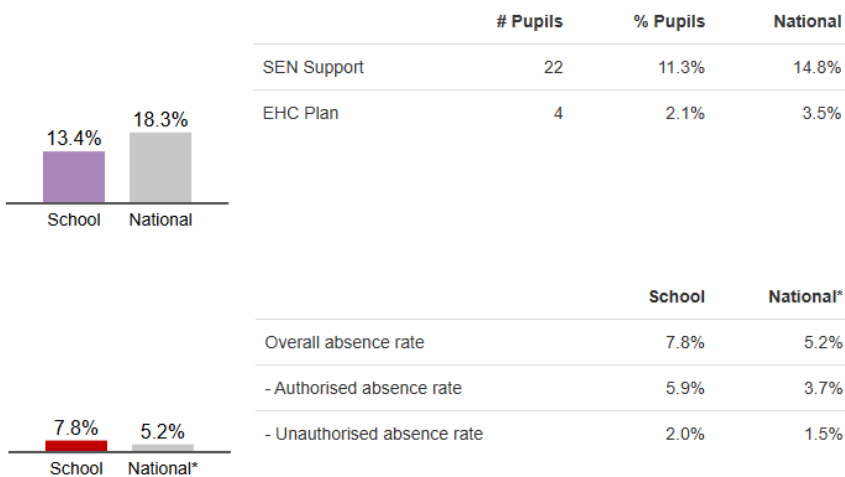 # Pupils % Pupils National
SEN Support 22 11.3% 14.8%
EHC Plan 4 2.1% 3.5%
18.3%
13.4%
School National
School National*
Overall absence rate 7.8% 5.2%
- Authorised absence rate 5.9% 3.7%
- Unauthorised absence rate 2.0% 1.5%
7.8% 5.2%
School National*